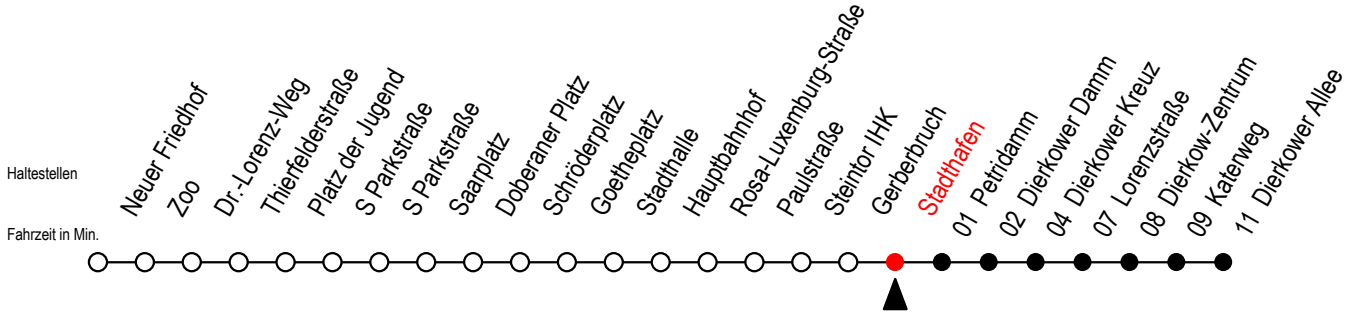 Haltestellen
Fahrzeit in Min.
Neuer Friedhof
Zoo
Dr.-Lorenz-Weg
Thienfelderstraße
Platz der Jugend
S Parkstraße
S Parkstraße
Saarplatz
Doberaner Platz
Schröderplatz
Goetheplatz
Stadthalle
Hauptbahnhof
Rosa-Luxemburg-Straße
Paulstraße
Steintor IHK
Gerberbruch
Stadthafen
01 Petridamm
02 Dierkower Damm
04 Dierkower Kreuz
07 Lorenzstraße
08 Dierkow-Zentrum
09 Katerweg
11 Dierkower Allee